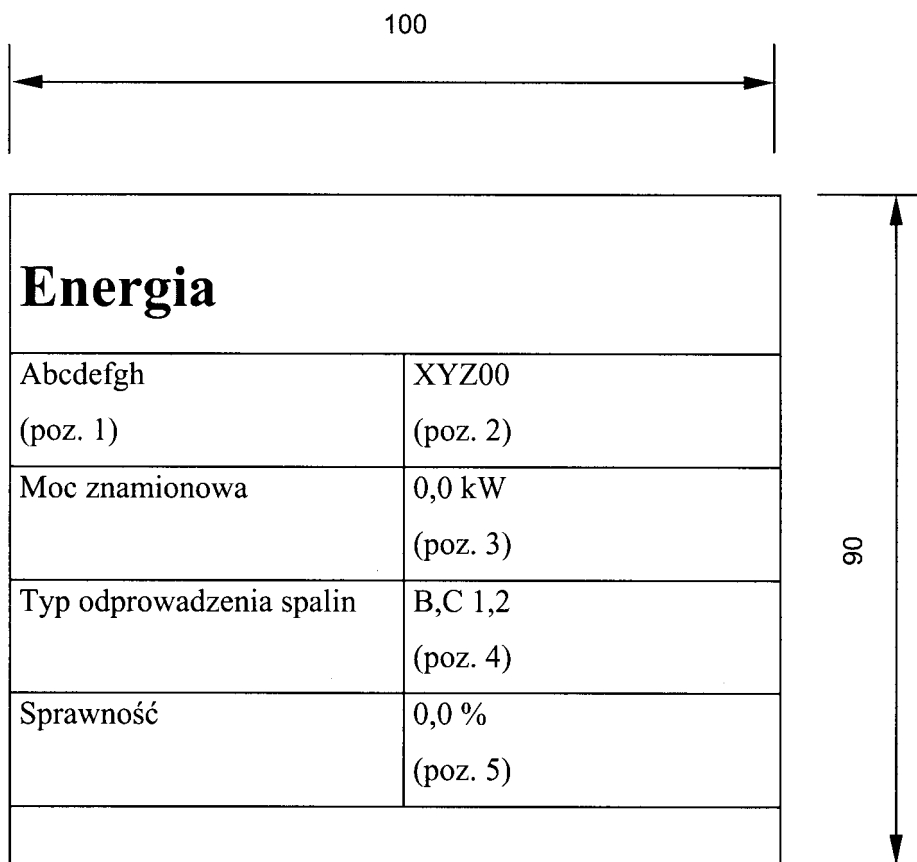 100
Energia
Abcdefgh XYZ00
(poz. 1) (poz. 2)
Moc znamionowa 0,0 kW
(poz. 3)
90
Typ odprowadzenia spalin B,C 1,2
(poz. 4)
Sprawność 0,0 %
(poz. 5)